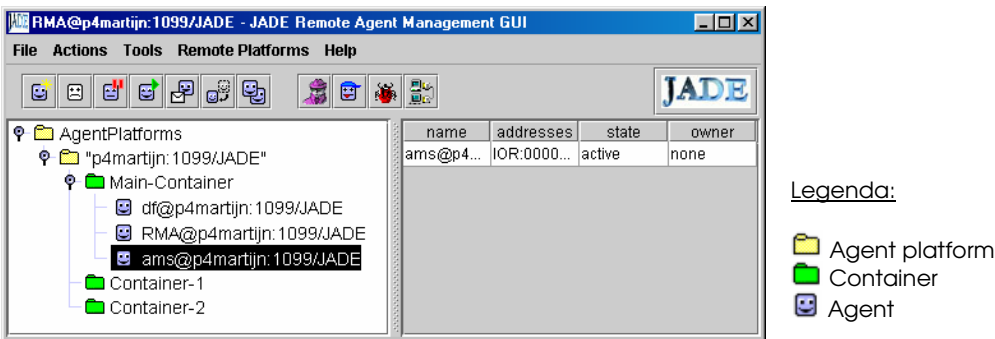 RMA@p4martijn:1099/JADE - JADE Remote Agent Management GUI
File Actions Tools Remote Platforms Help
JADE
AgentPlatforms
"p4martijn:1099/JADE"
Main-Container
df@p4martijn:1099/JADE
RMA@p4martijn:1099/JADE
ams@p4martijn:1099/JADE
Container-1
Container-2
name addresses state owner
ams@p4... IOR:0000... active none
Legenda:
Agent platform
Container
Agent